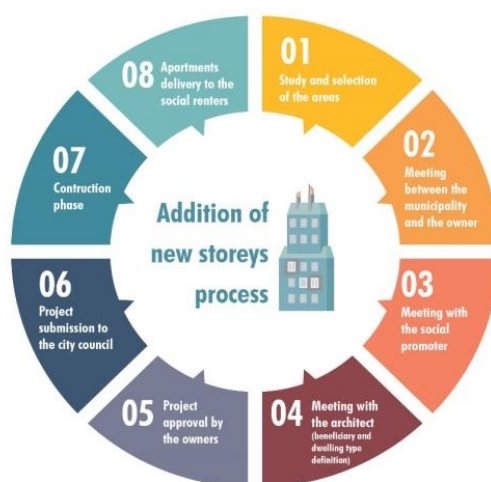 01
Study and selection
of the areas
02
Meeting
between the
municipality
and the owner
03
Meeting with
the social
promoter
04
Meeting with
the architect
(beneficiary and
dwelling type
definition)
05
Project
approval by
the owners
06
Project
submission to
the city council
07
Contruction
phase
08
Apartments
delivery to the
social renters
Addition of
new storeys
process